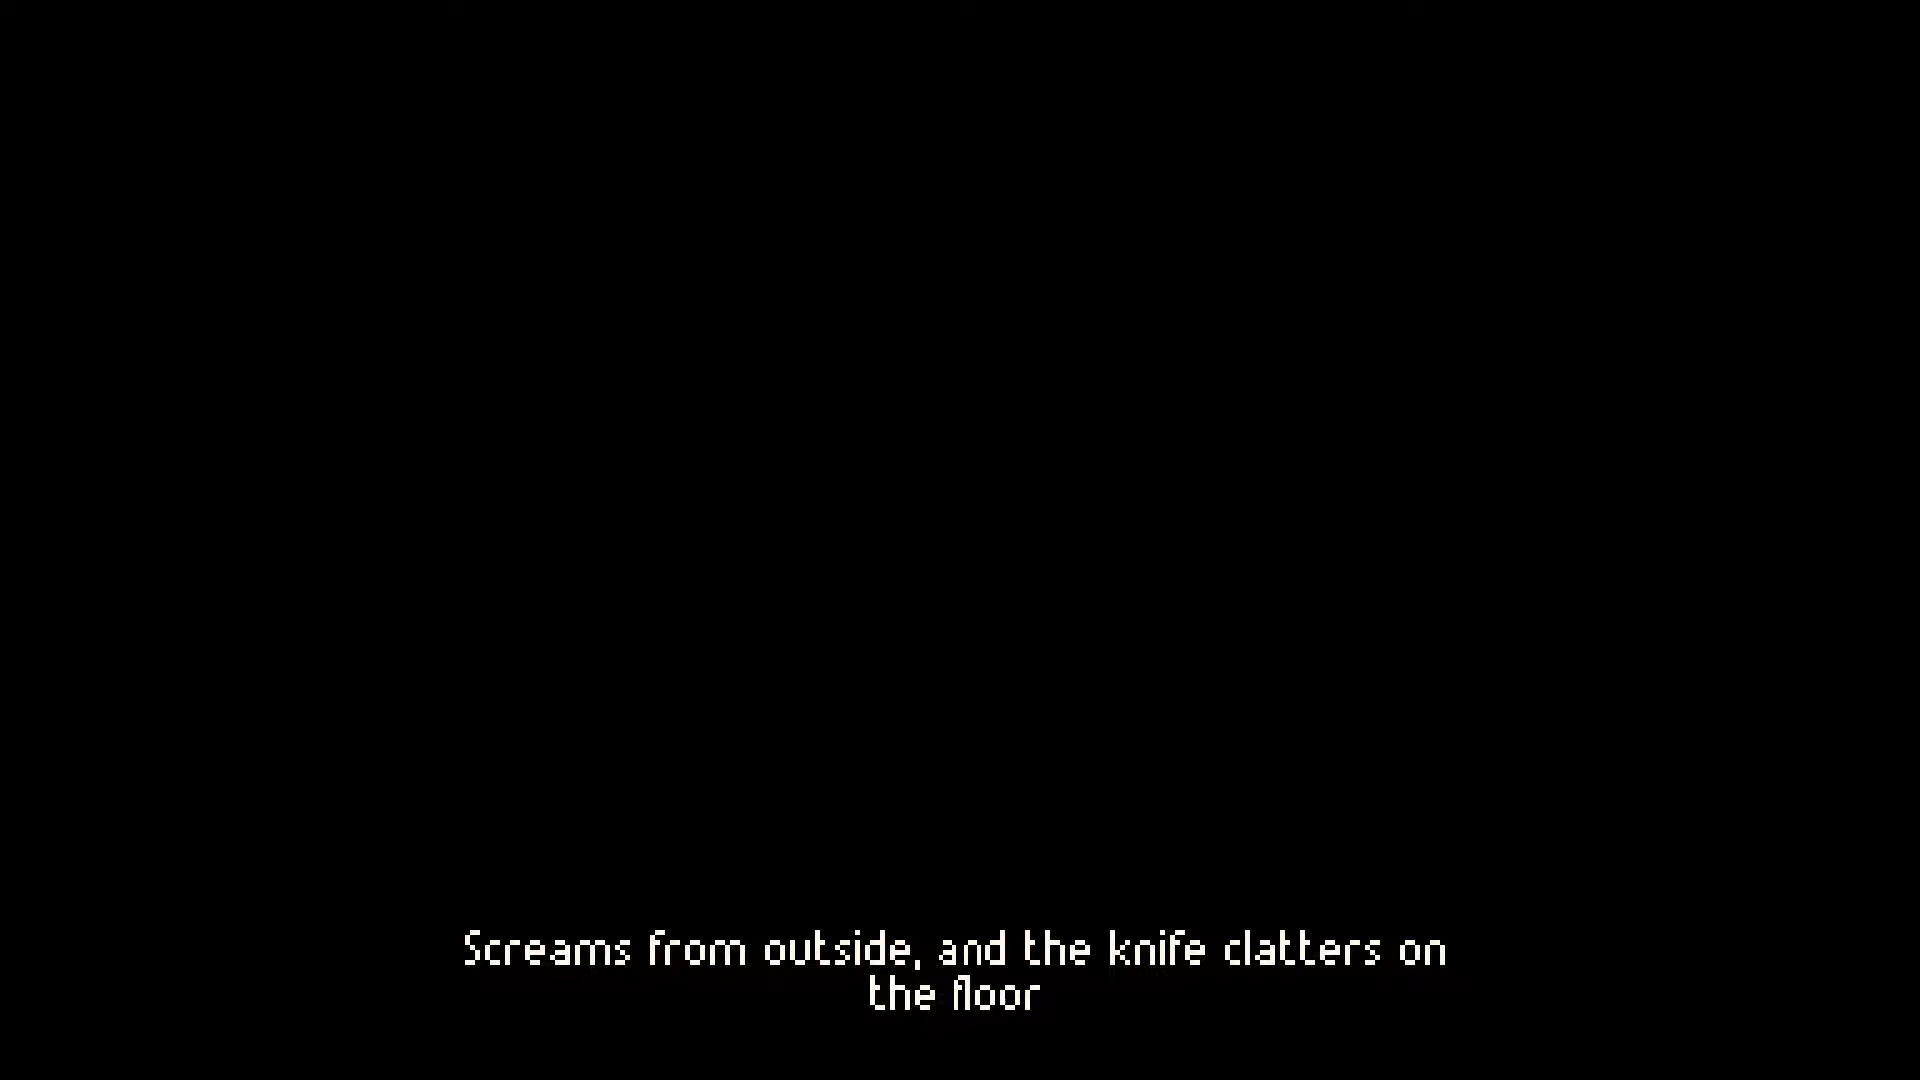 Screams from outside, and the knife clatters on
the floor